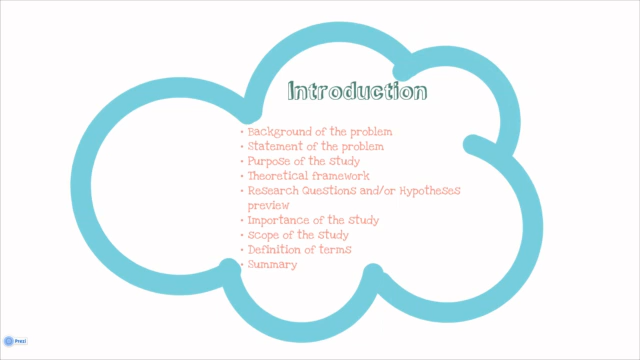 Introduction
• Background of the problem
• Statement of the problem
• Purpose of the study
• Theoretical framework
• Research Questions and/or Hypotheses
preview
• Importance of the study
• scope of the study
• Definition of terms
• Summary
Prezi